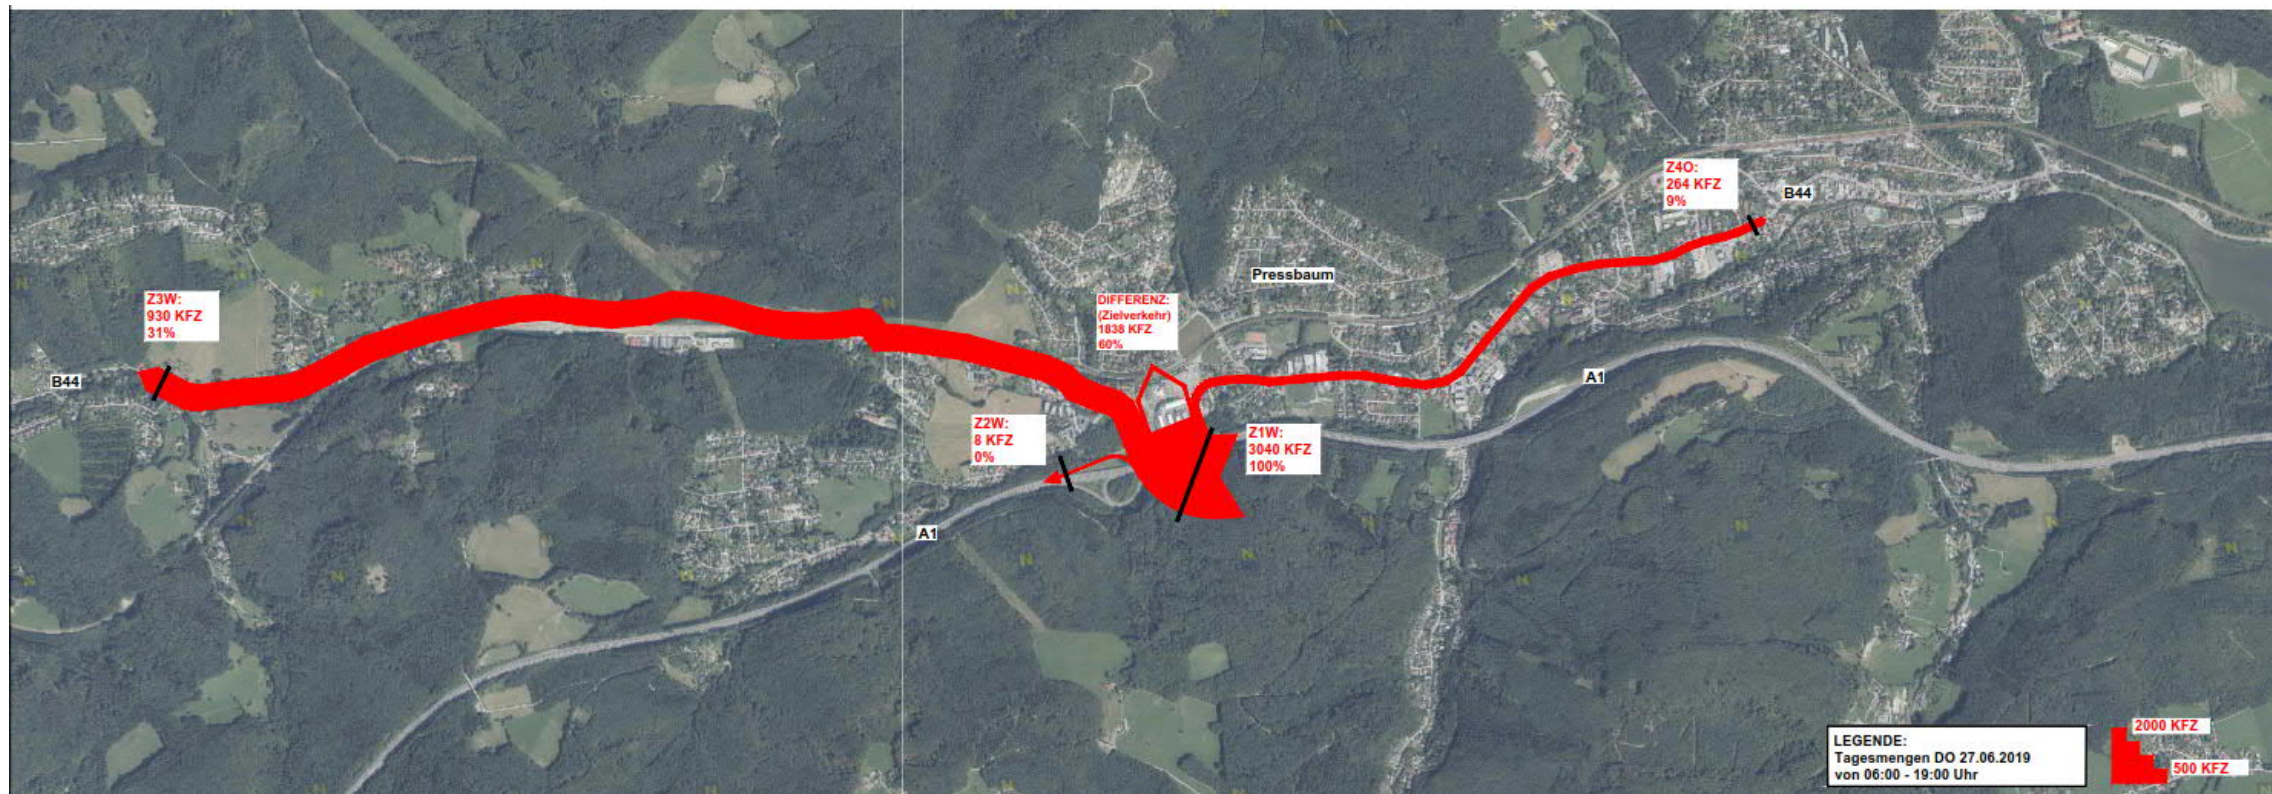 Z4O:
264 KFZ
9%
B44
Pressbaum
Z3W:
930 KFZ
31%
DIFFERENZ:
(Zielverkehr)
1838 KFZ
60%
B44
A1
Z2W:
8 KFZ
0%
Z1W:
3040 KFZ
100%
A1
LEGENDE:
Tagesmengen DO 27.06.2019
von 06:00 - 19:00 Uhr
2000 KFZ
500 KFZ